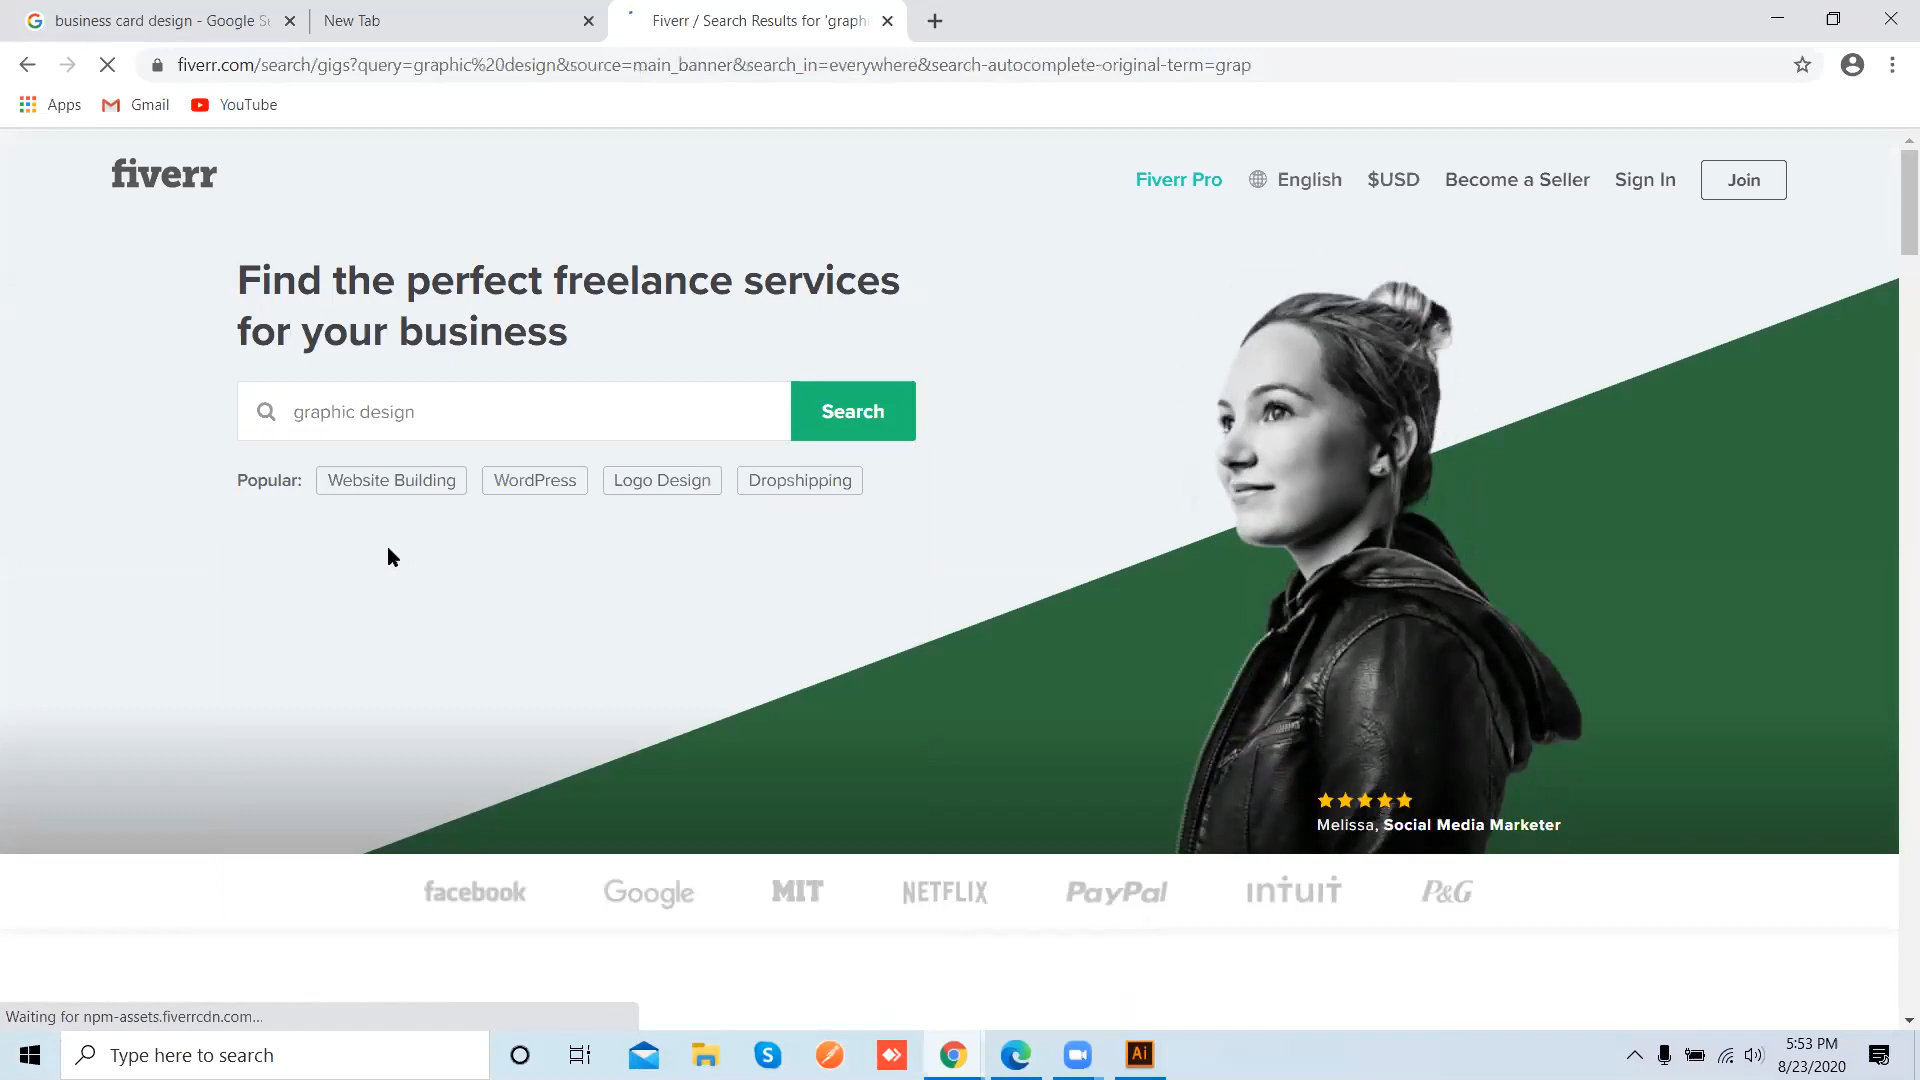 business card design - Google Se
New Tab
Fiverr / Search Results for 'graph
fiverr.com/search/gigs?query=graphic%20design&source=main_banner&search_in=everywhere&search-autocomplete-original-term=grap
Apps
Gmail
YouTube
fiverr
Fiverr Pro
English
$USD
Become a Seller
Sign In
Join
Find the perfect freelance services
for your business
graphic design
Search
Popular:
Website Building
WordPress
Logo Design
Dropshipping
Melissa, Social Media Marketer
facebook
Google
MIT
NETFLIX
PayPal
intuit
P&G
Waiting for npm-assets.fiverrcdn.com...
Type here to search
S
Ai
5:53 PM
8/23/2020